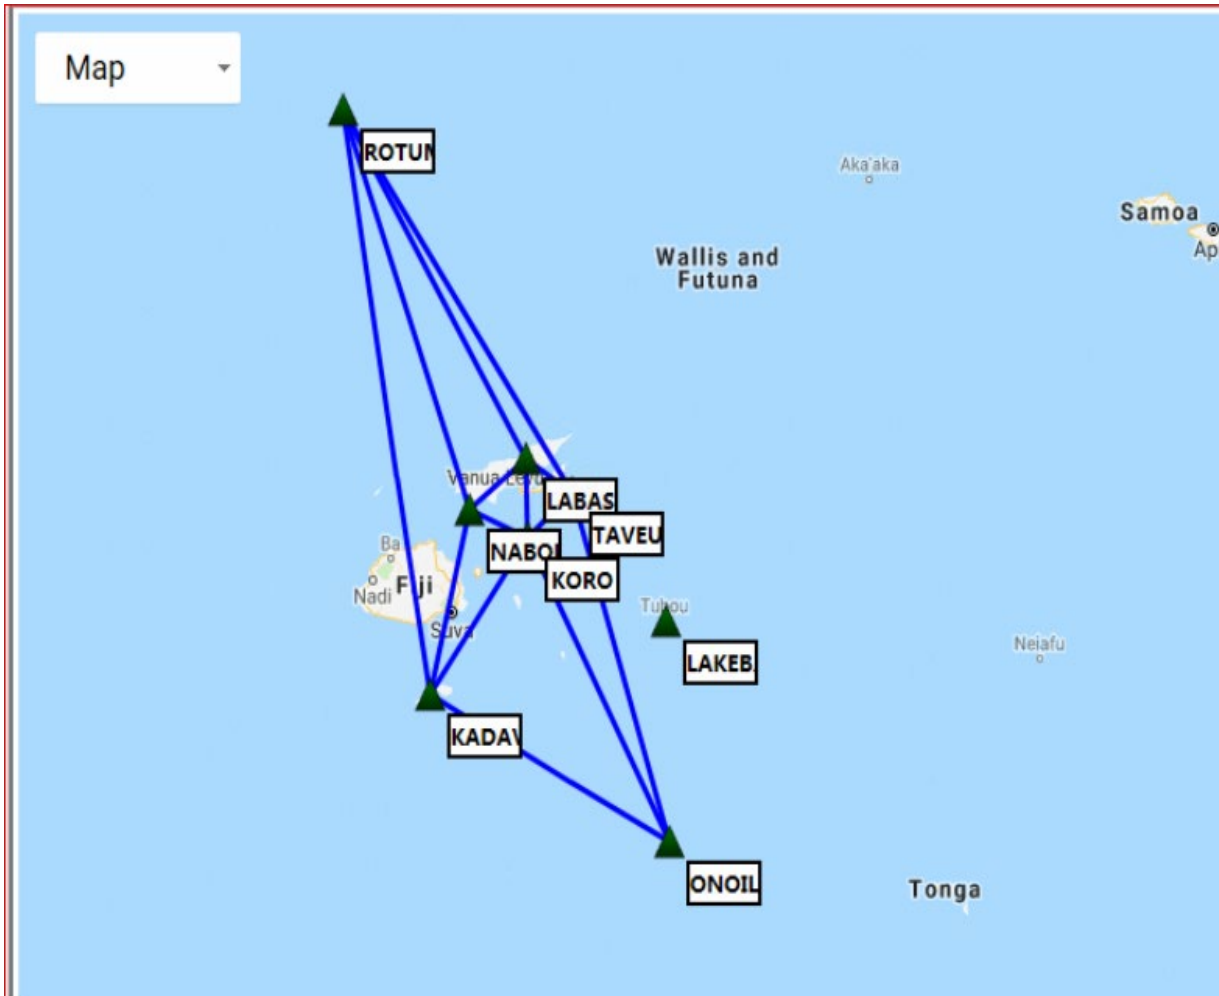 Map
ROTUM
Aka'aka
Samoa
Ap
Wallis and
Futuna
Vanua Levu
LABAS
TAVEU
NABOU
KORO
Ba
Nadi
Fiji
Suva
Tubou
LAKEB
Neiafu
KADAV
ONOIL
Tonga